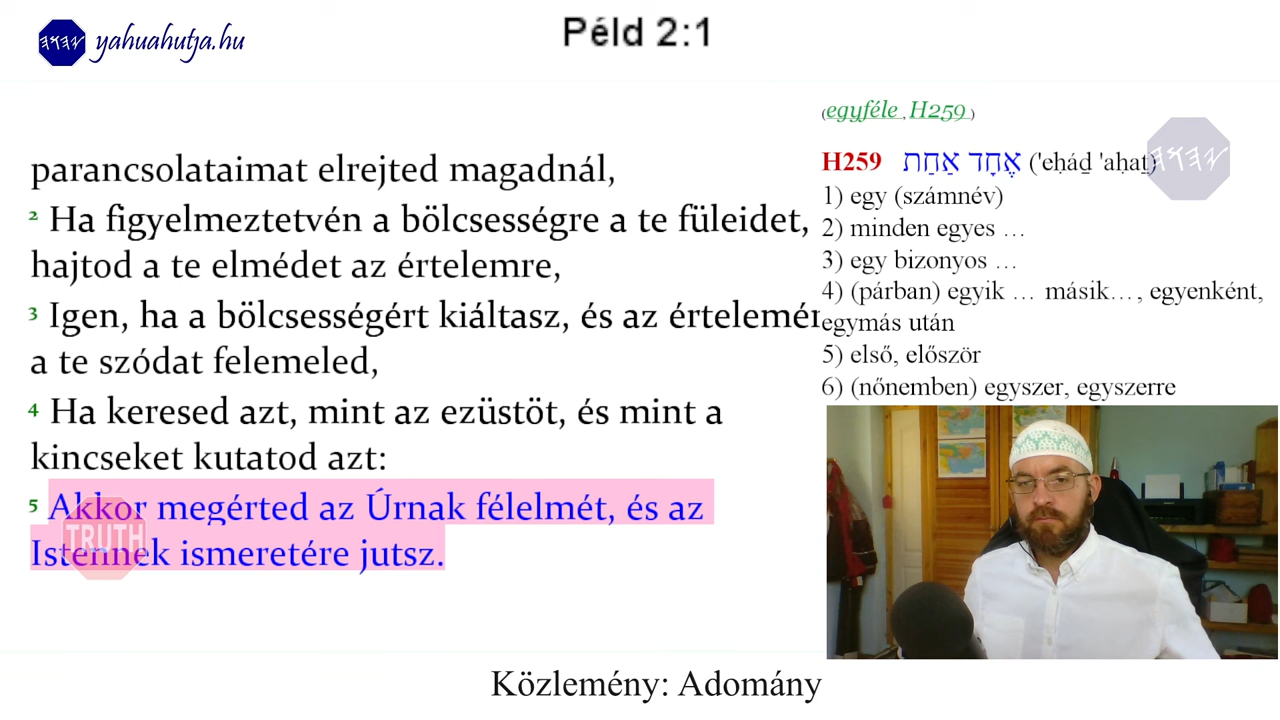 yahuahutja.hu
Péld 2:1
parancsolataimat elrejted magadnál,
2 Ha figyelmeztetvén a bölcsességre a te füleidet,
hajtod a te elmédet az értelemre,
3 Igen, ha a bölcsességért kiáltasz, és az értelemér
a te szódat felemeled,
4 Ha keresed azt, mint az ezüstöt, és mint a
kincseket kutatod azt:
5 Akkor megérted az Úrnak félelmét, és az
Istennek ismeretére jutsz.
TRUTH
(egyféle , H259 )
H259 אֶחָד אַחַת ('eḥáḏ 'aḥaṯ)
1) egy (számnév)
2) minden egyes …
3) egy bizonyos …
4) (párban) egyik … másik…, egyenként,
egymás után
5) első, először
6) (nőnemben) egyszer, egyszerre
Közlemény: Adomány